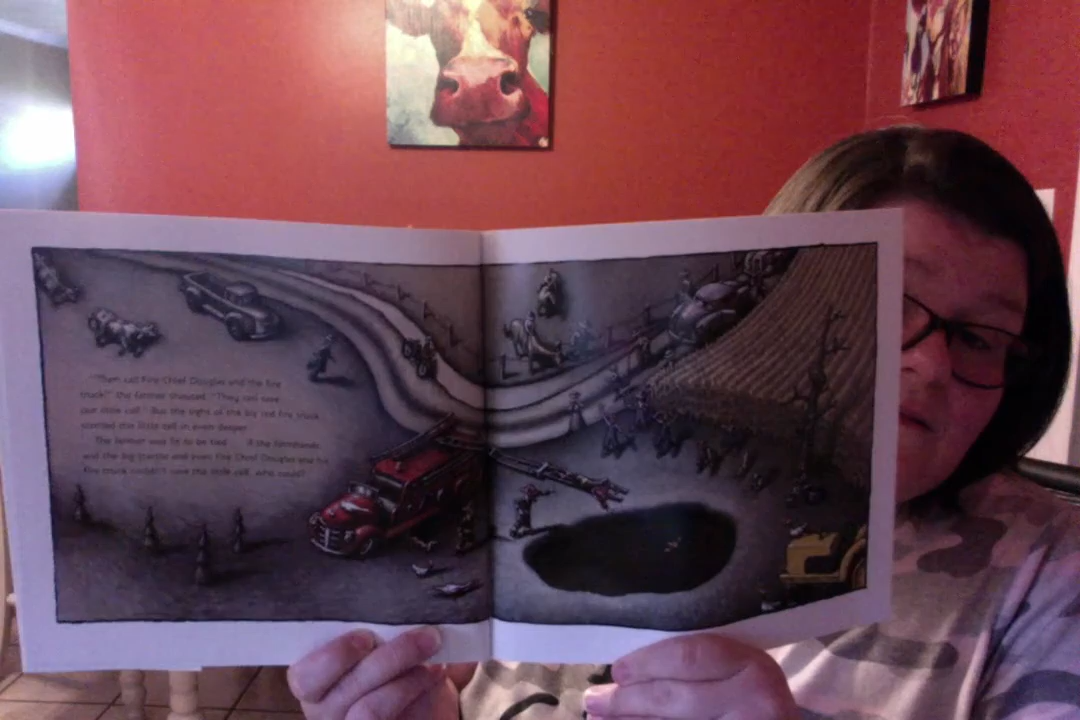 "Then call Fire Chief Douglas and the fire
truck!" the farmer shouted. "They can save
our little calf." But the sight of the big red fire truck
startled the little calf in even deeper.
The farmer was fit to be tied. If the farmhands
and the big tractor and even Fire Chief Douglas and his
fire truck couldn't save the little calf, who could?